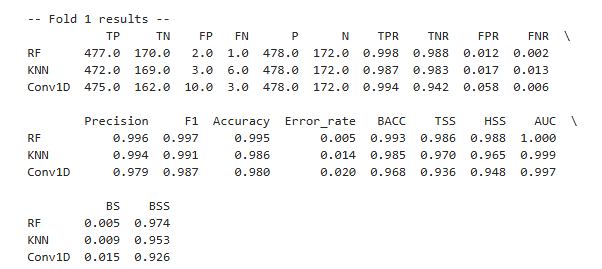 -- Fold 1 results --
TP TN FP FN P N TPR TNR FPR FNR \
RF 477.0 170.0 2.0 1.0 478.0 172.0 0.998 0.988 0.012 0.002
KNN 472.0 169.0 3.0 6.0 478.0 172.0 0.987 0.983 0.017 0.013
Conv1D 475.0 162.0 10.0 3.0 478.0 172.0 0.994 0.942 0.058 0.006
Precision F1 Accuracy Error_rate BACC TSS HSS AUC \
RF 0.996 0.997 0.995 0.005 0.993 0.986 0.988 1.000
KNN 0.994 0.991 0.986 0.014 0.985 0.970 0.965 0.999
Conv1D 0.979 0.987 0.980 0.020 0.968 0.936 0.948 0.997
BS BSS
RF 0.005 0.974
KNN 0.009 0.953
Conv1D 0.015 0.926